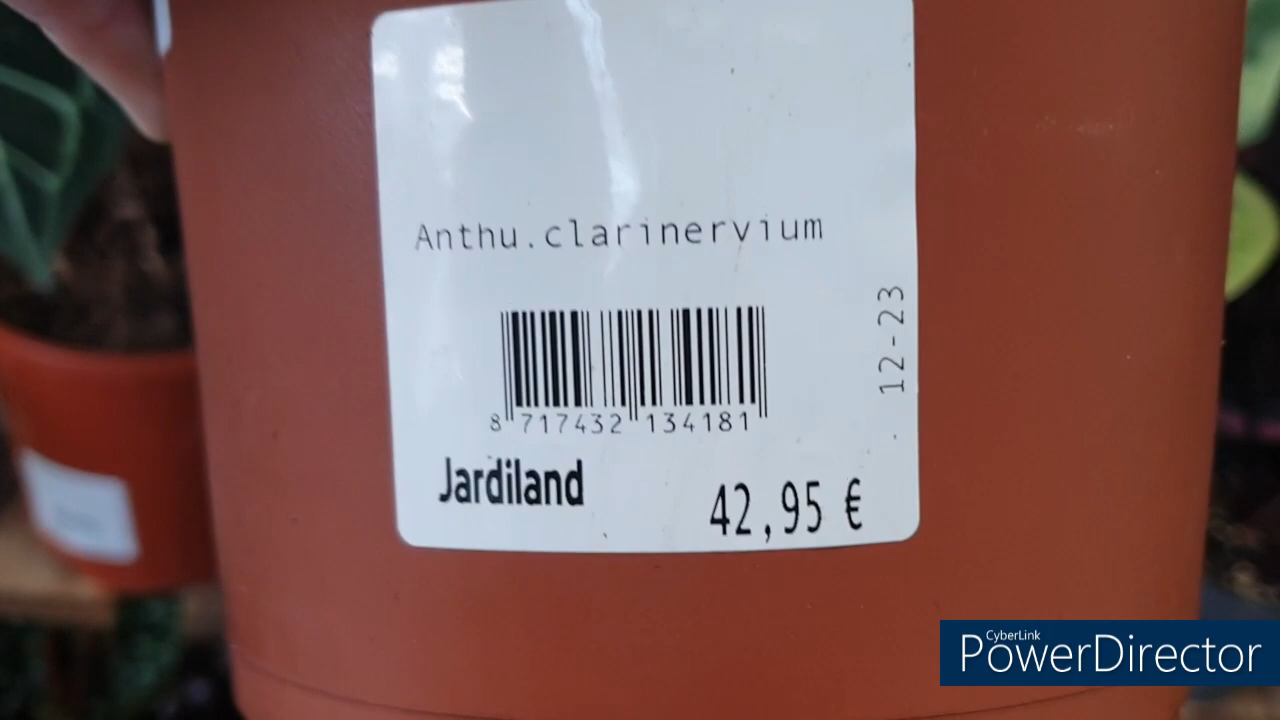 Anthu.clarinervium
12-23
8 717432 134181
Jardiland
42,95 €
CyberLink
PowerDirector